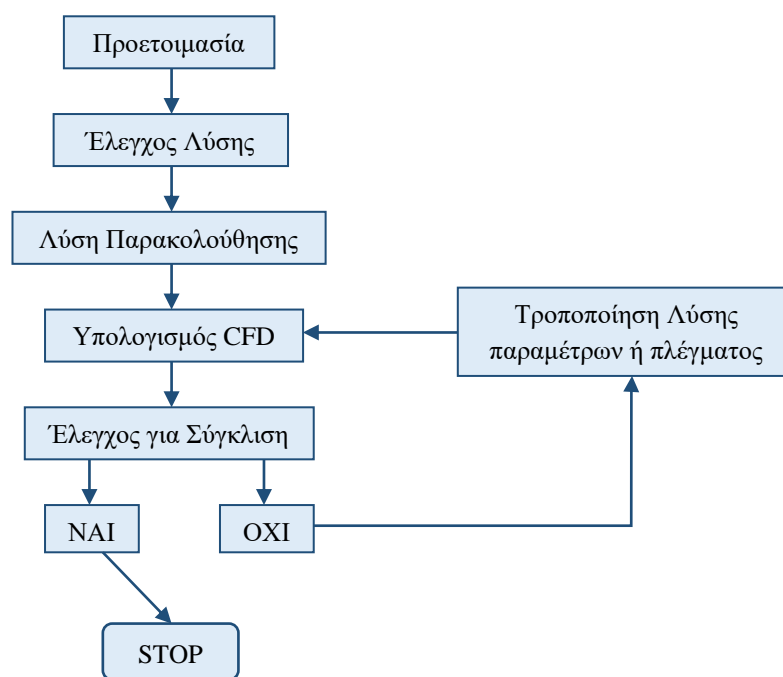 Προετοιμασία
Έλεγχος Λύσης
Λύση Παρακολούθησης
Υπολογισμός CFD
Τροποποίηση Λύσης
παραμέτρων ή πλέγματος
Έλεγχος για Σύγκλιση
ΝΑΙ
ΟΧΙ
STOP